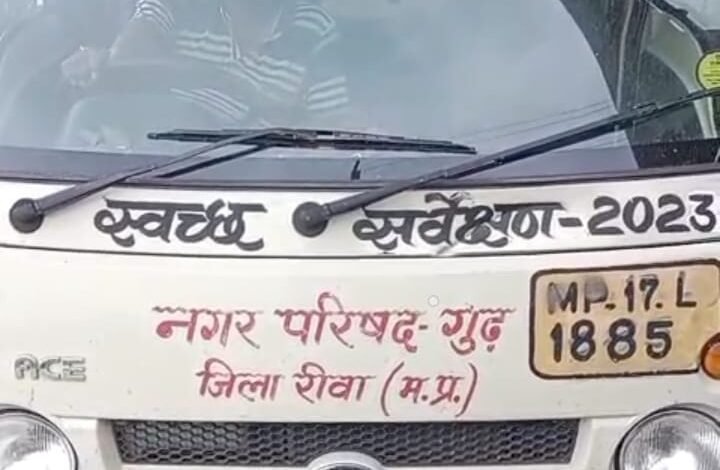 स्वच्छ सर्वेक्षण-2023
नगर परिषद-गुढ़
जिला रीवा (म.प्र.)
MP-17.L
1885
ACE